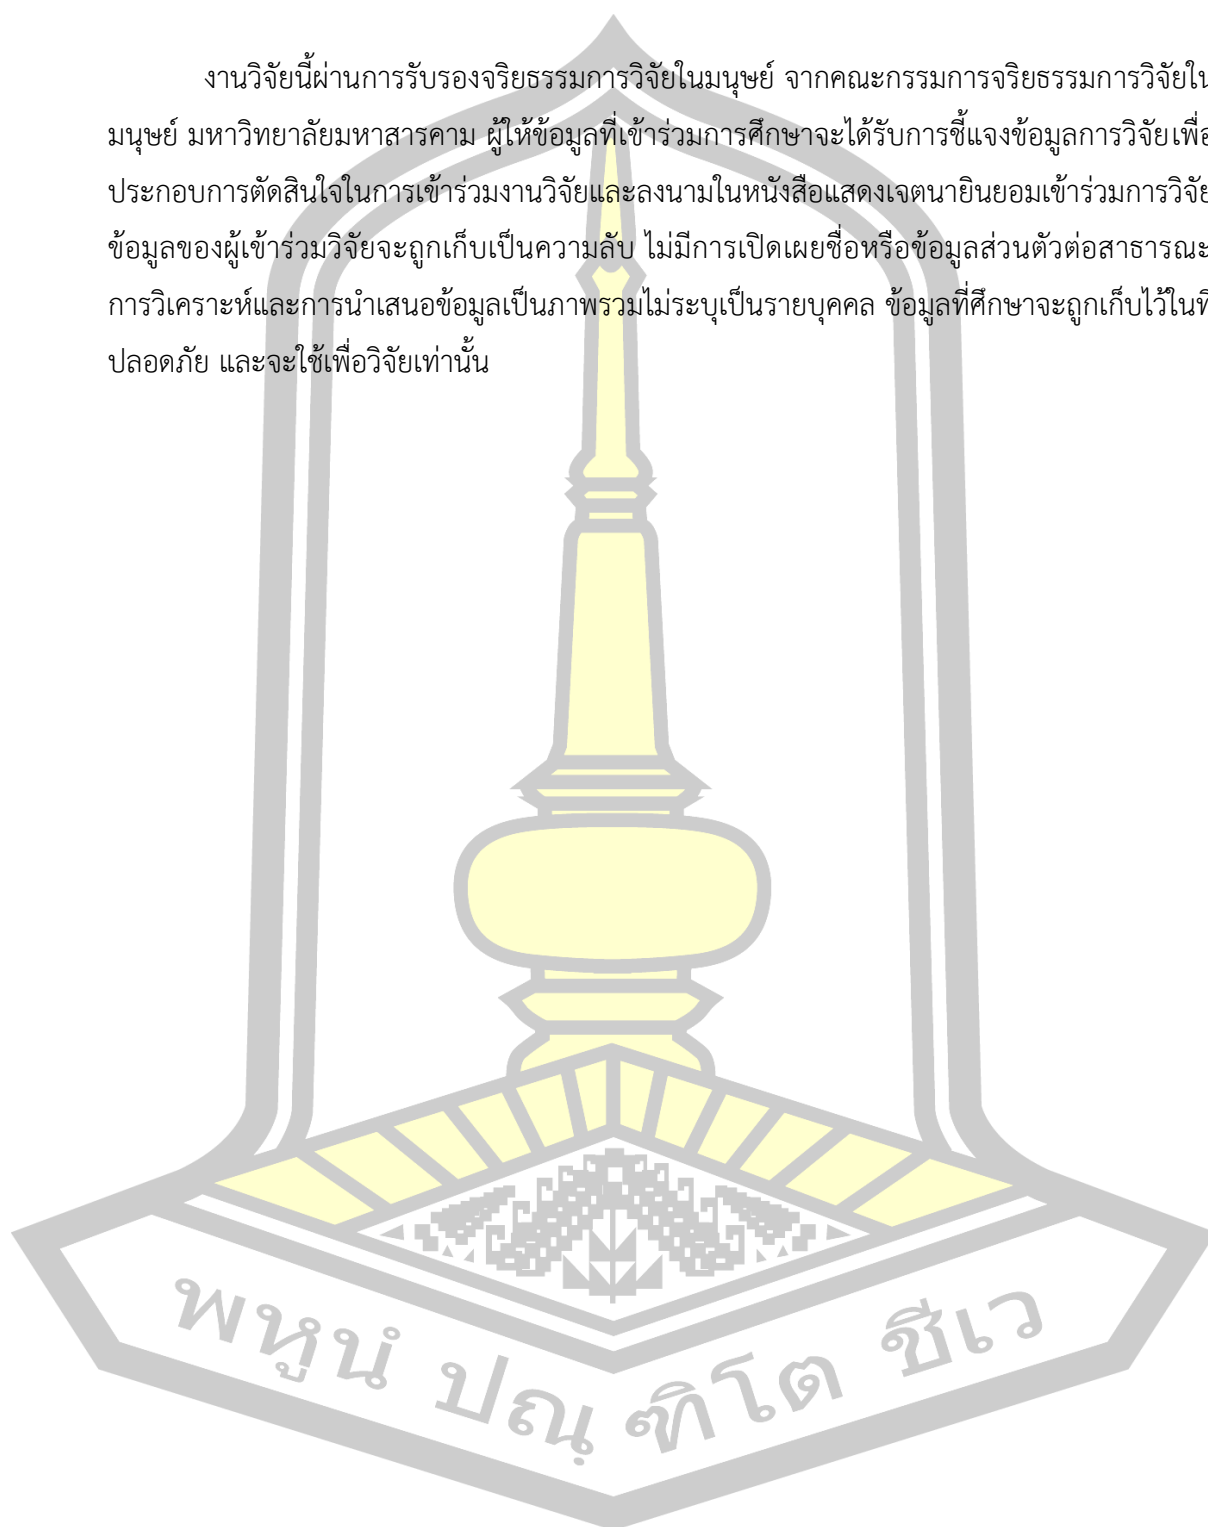 งานวิจัยนี้ผ่านการรับรองจริยธรรมการวิจัยในมนุษย์ จากคณะกรรมการจริยธรรมการวิจัยใน
มนุษย์ มหาวิทยาลัยมหาสารคาม ผู้ให้ข้อมูลที่เข้าร่วมการศึกษาจะได้รับการชี้แจงข้อมูลการวิจัยเพื่อ
ประกอบการตัดสินใจในการเข้าร่วมงานวิจัยและลงนามในหนังสือแสดงเจตนายินยอมเข้าร่วมการวิจัย
ข้อมูลของผู้เข้าร่วมวิจัยจะถูกเก็บเป็นความลับ ไม่มีการเปิดเผยชื่อหรือข้อมูลส่วนตัวต่อสาธารณะ
การวิเคราะห์และการนำเสนอข้อมูลเป็นภาพรวมไม่ระบุเป็นรายบุคคล ข้อมูลที่ศึกษาจะถูกเก็บไว้ในที่
ปลอดภัย และจะใช้เพื่อวิจัยเท่านั้น
พหูนํ ปณฺฑิโต ชีเว